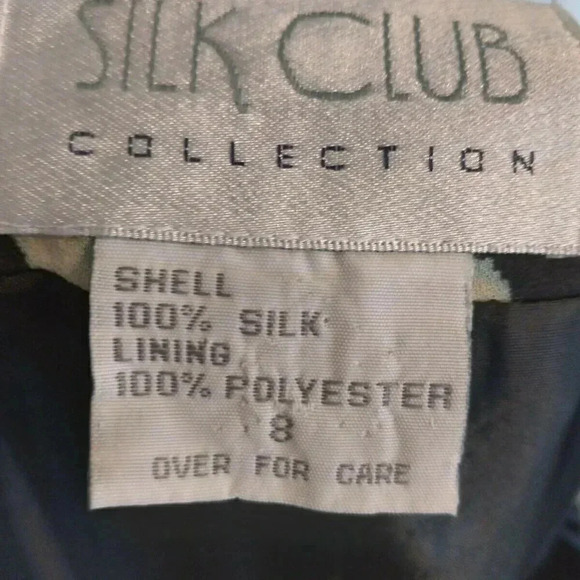 SILK CLUB
COLLECTION
SHELL
100% SILK
LINING
100% POLYESTER
8
OVER FOR CARE